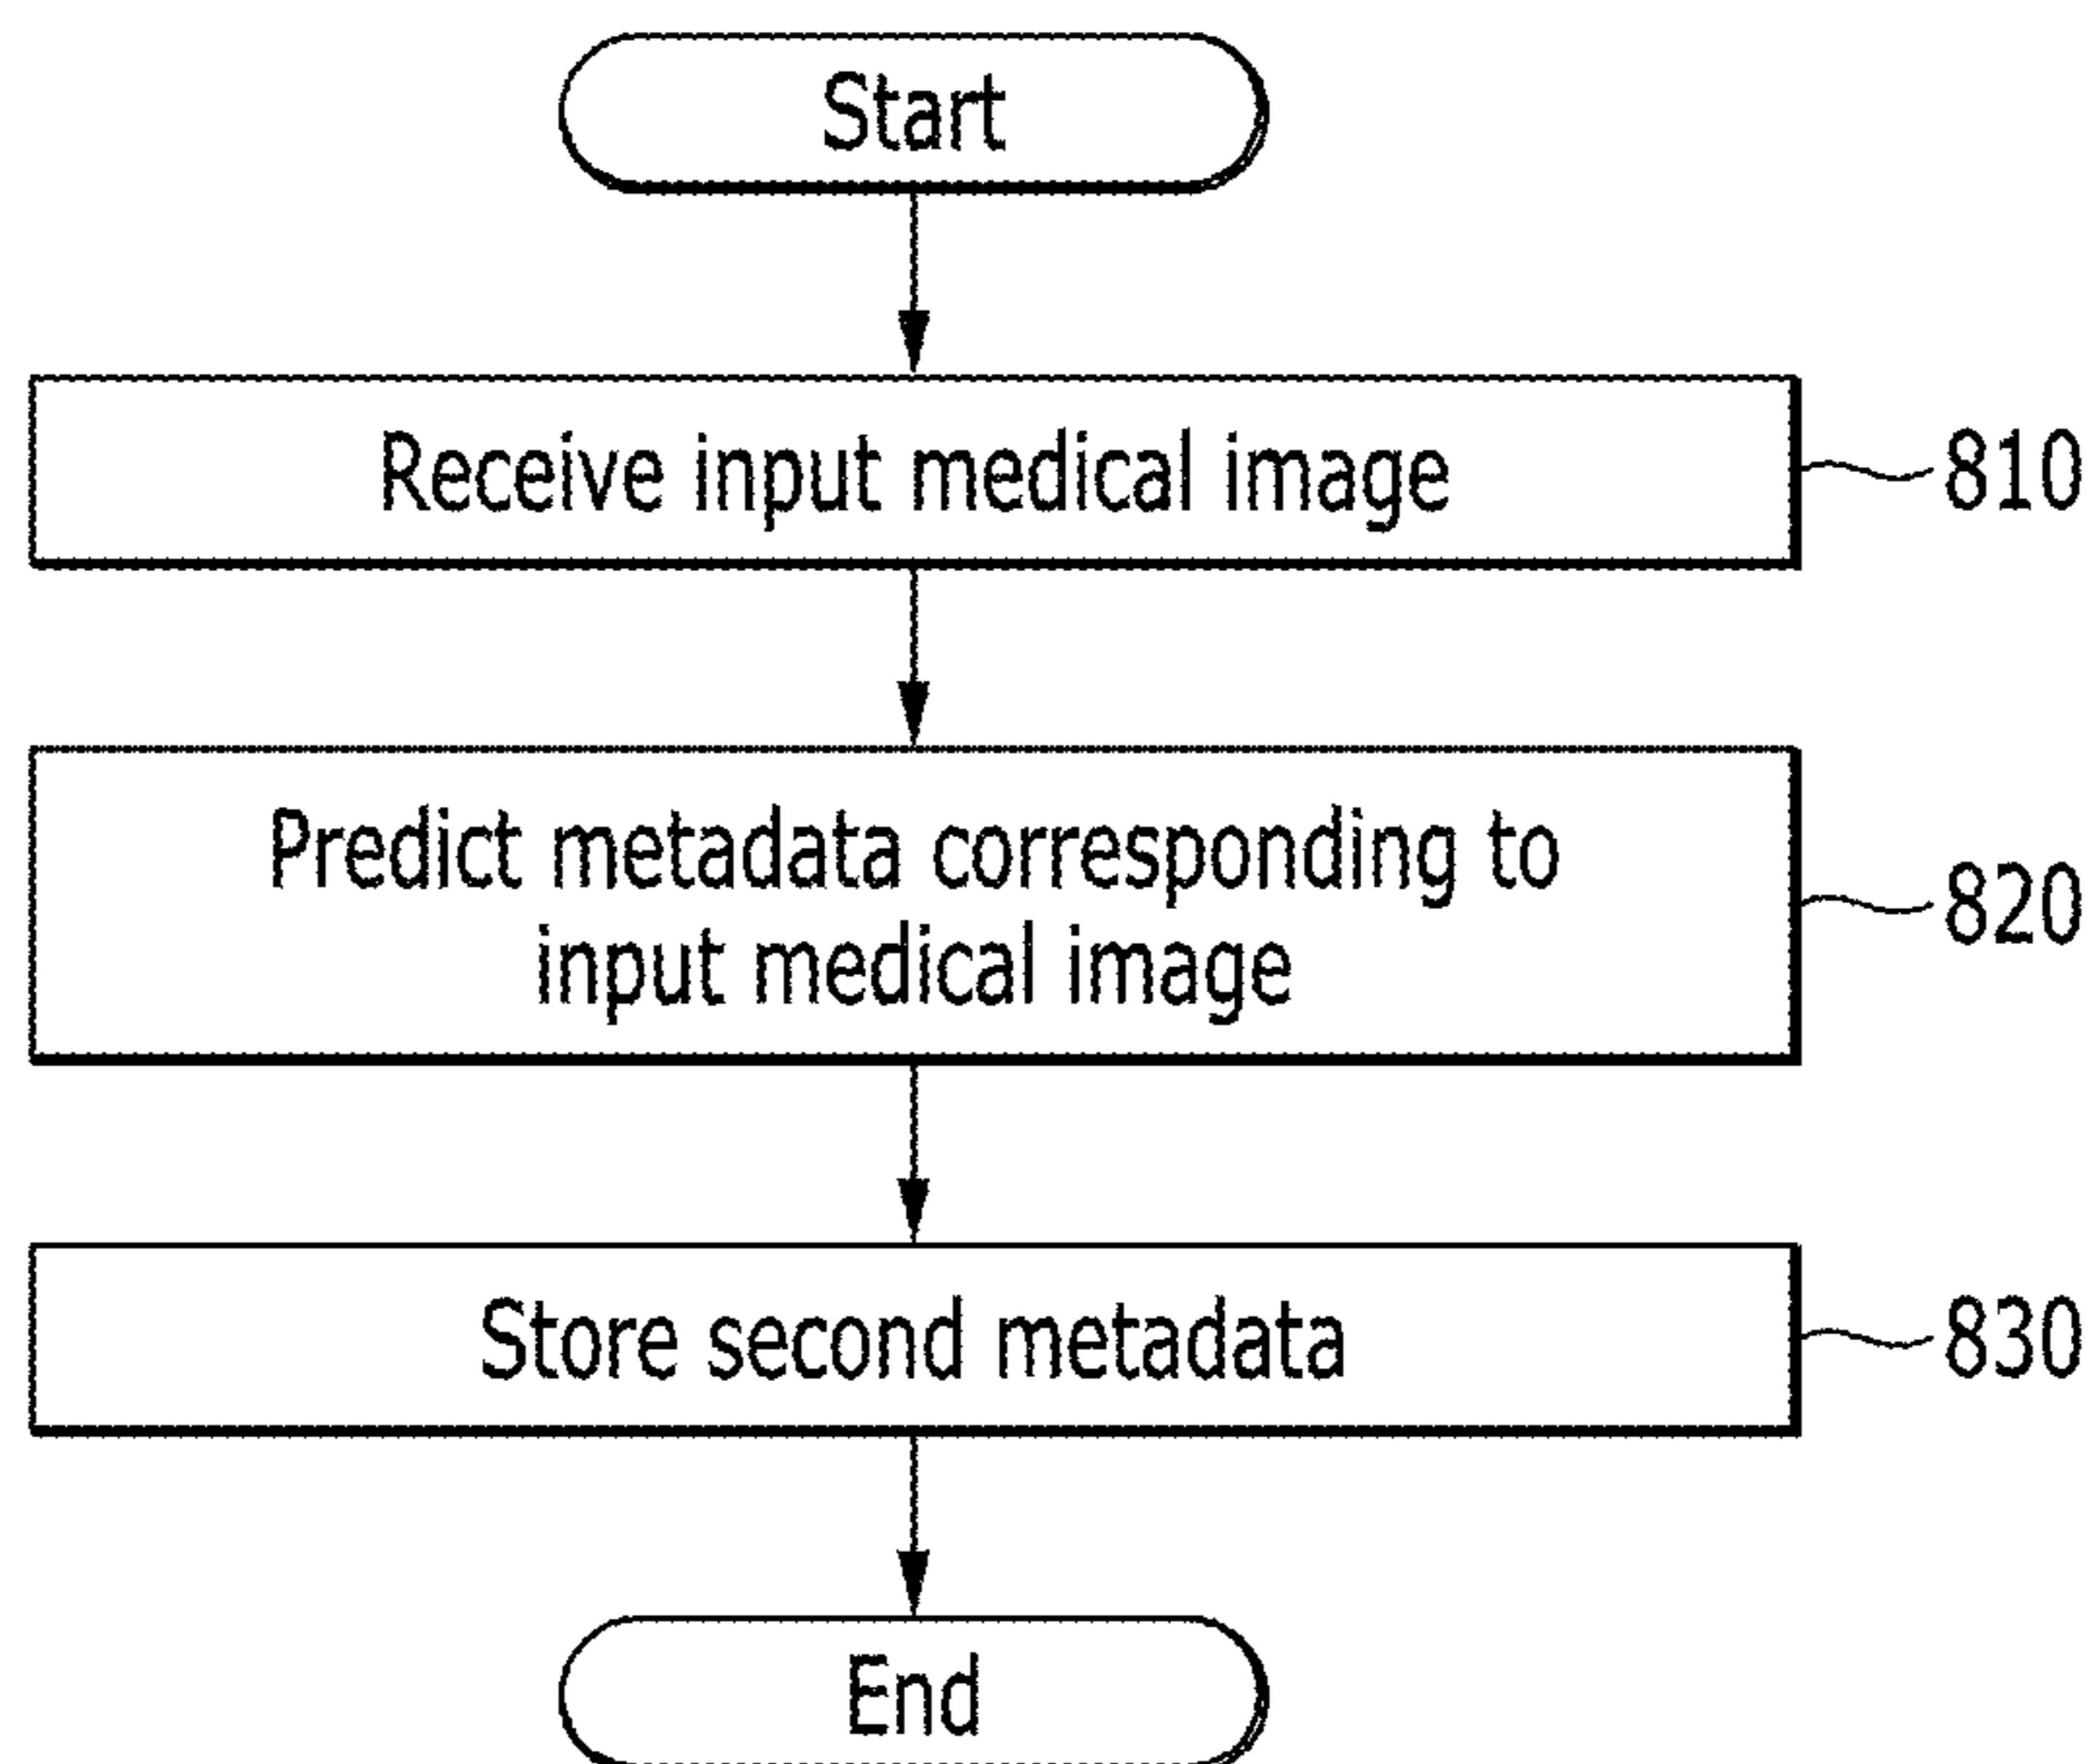 Start
Receive input medical image
810
Predict metadata corresponding to
input medical image
820
Store second metadata
830
End